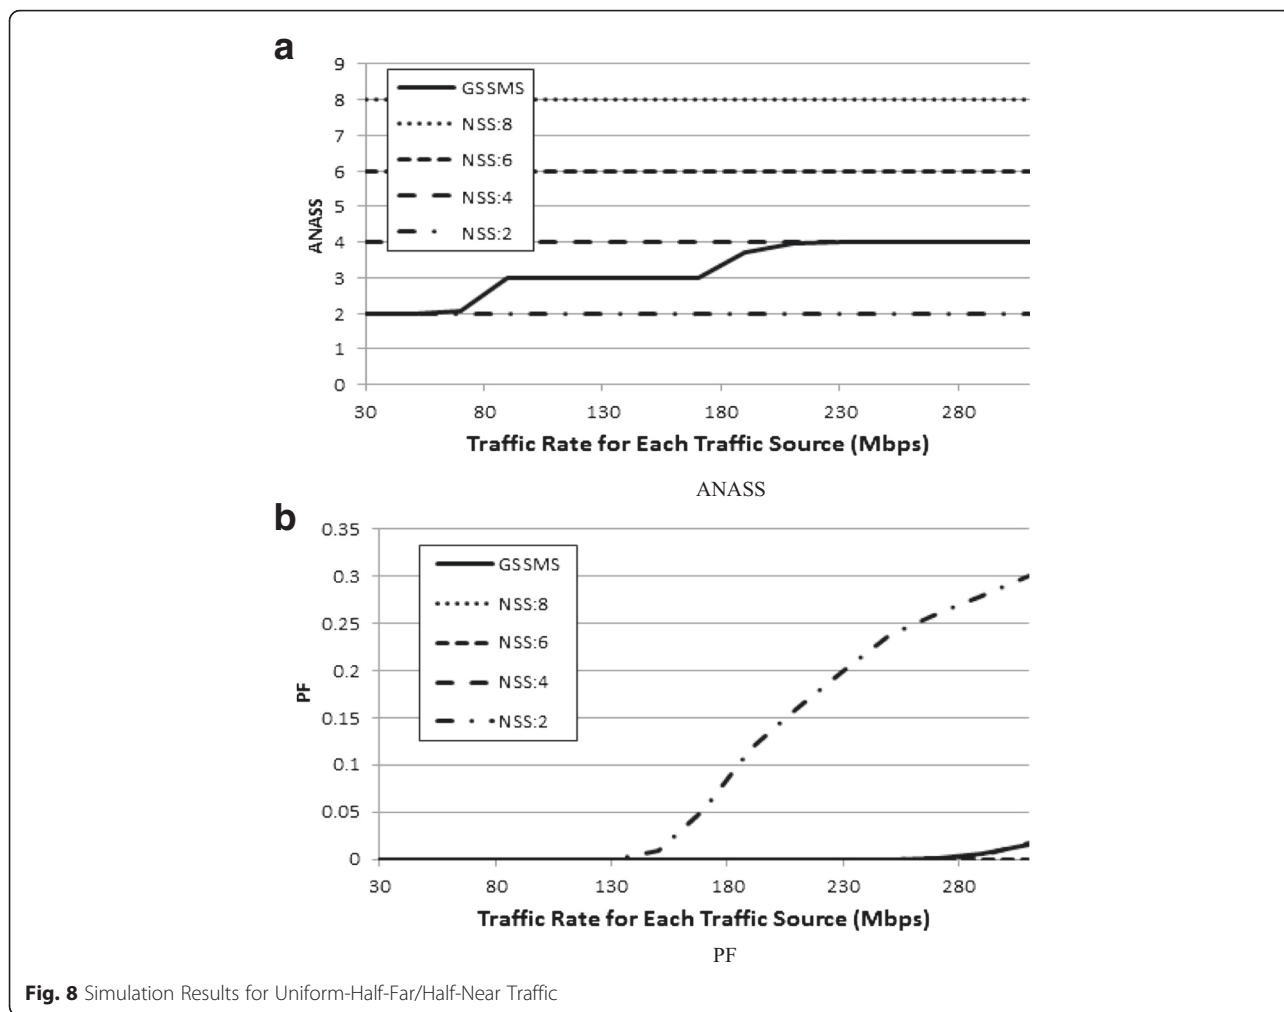 a
9
8
7
6
5
4
3
2
1
0
ANASS
GSSMS
NSS:8
NSS:6
NSS:4
NSS:2
30 80 130 180 230 280
Traffic Rate for Each Traffic Source (Mbps)
ANASS
b
0.35
0.3
0.25
0.2
0.15
0.1
0.05
0
PF
GSSMS
NSS:8
NSS:6
NSS:4
NSS:2
30 80 130 180 230 280
Traffic Rate for Each Traffic Source (Mbps)
PF
Fig. 8 Simulation Results for Uniform-Half-Far/Half-Near Traffic